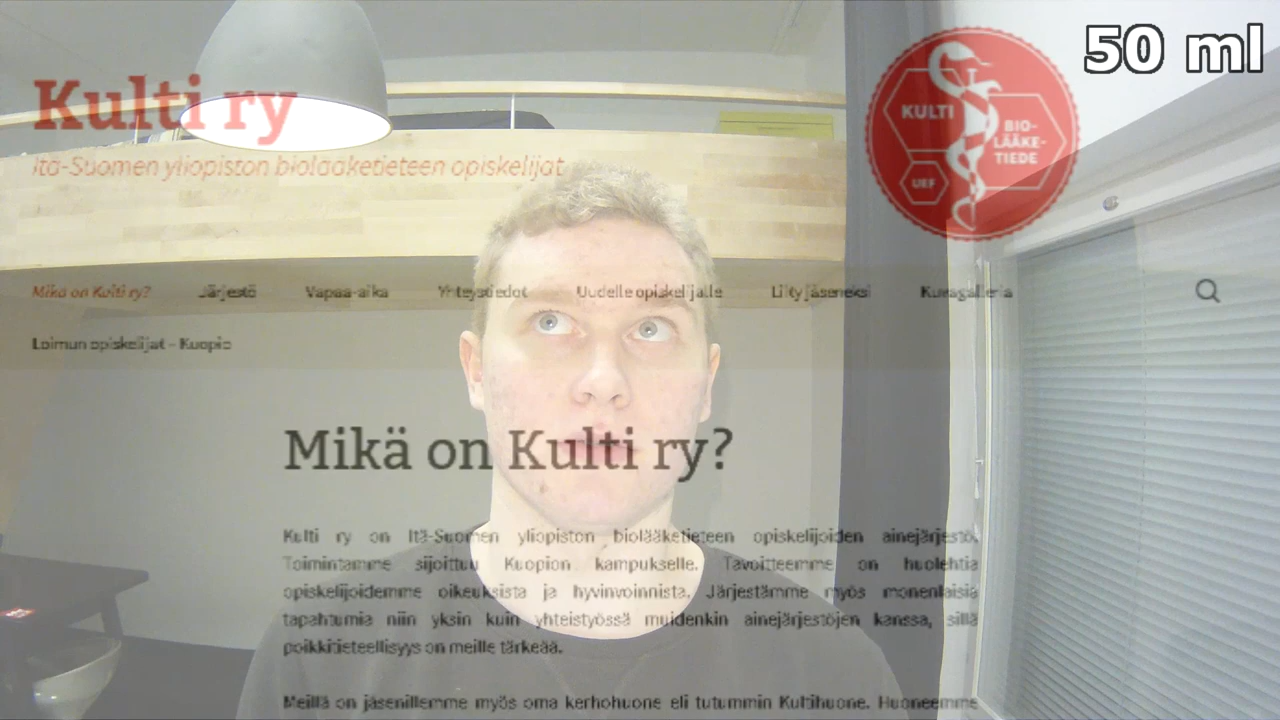 50 ml
Kulti ry
Itä-Suomen yliopiston biolääketieteen opiskelijat
KULTI
BIO-
LÄÄKE-
TIEDE
UEF
Mikä on Kulti ry? Järjestö Vapaa-aika Yhteystiedot Uudelle opiskelijalle Liity jäseneksi Kuvagalleria
Loimun opiskelijat – Kuopio
Mikä on Kulti ry?
Kulti ry on Itä-Suomen yliopiston biolääketieteen opiskelijoiden ainejärjestö.
Toimintamme sijoittuu Kuopion kampukselle. Tavoitteemme on huolehtia
opiskelijoidemme oikeuksista ja hyvinvoinnista. Järjestämme myös monenlaisia
tapahtumia niin yksin kuin yhteistyössä muidenkin ainejärjestöjen kanssa, sillä
poikkitieteellisyys on meille tärkeää.
Meillä on jäsenillemme myös oma kerhohuone eli tutummin Kultihuone. Huoneemme